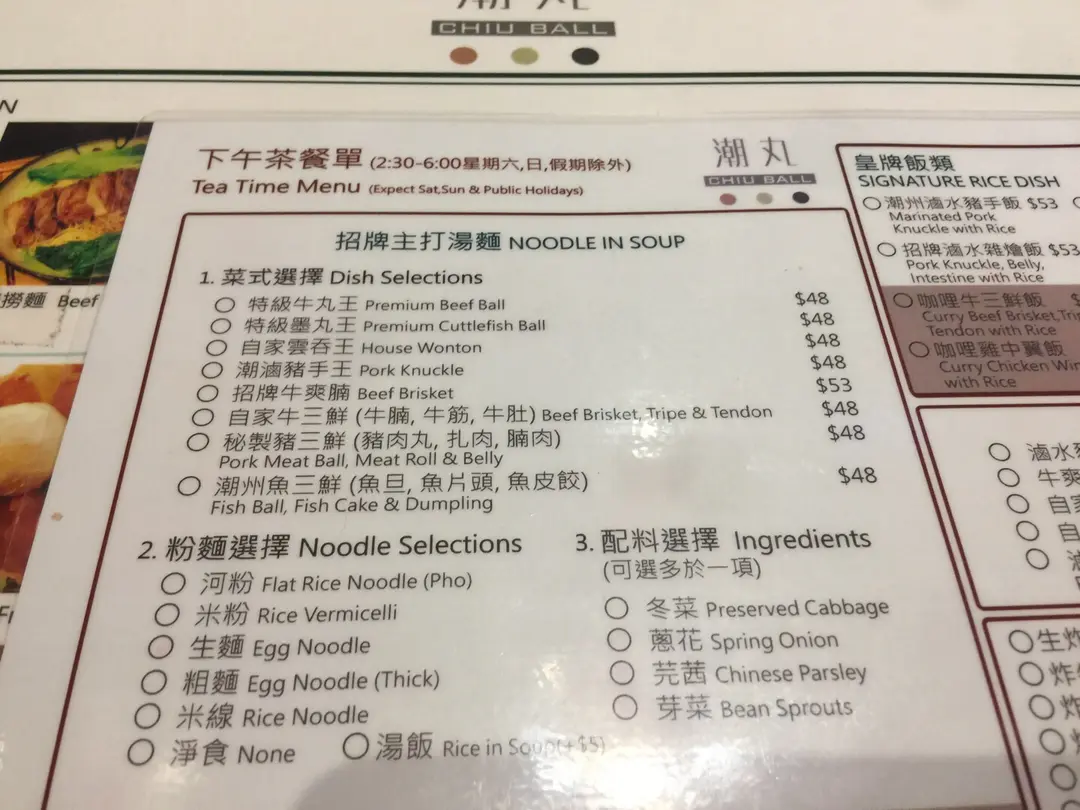 CHIU BALL
下午茶餐單 (2:30-6:00星期六,日,假期除外)
Tea Time Menu (Expect Sat,Sun & Public Holidays)
潮丸
CHIU BALL
招牌主打湯麵 NOODLE IN SOUP
1. 菜式選擇 Dish Selections
特級牛丸王 Premium Beef Ball $48
特級墨丸王 Premium Cuttlefish Ball $48
自家雲吞王 House Wonton $48
潮滷豬手王 Pork Knuckle $48
招牌牛爽腩 Beef Brisket $53
自家牛三鮮 (牛腩, 牛筋, 牛肚) Beef Brisket, Tripe & Tendon $48
秘製豬三鮮 (豬肉丸, 扎肉, 腩肉) $48
Pork Meat Ball, Meat Roll & Belly
潮州魚三鮮 (魚旦, 魚片頭, 魚皮餃) $48
Fish Ball, Fish Cake & Dumpling
2. 粉麵選擇 Noodle Selections
河粉 Flat Rice Noodle (Pho)
米粉 Rice Vermicelli
生麵 Egg Noodle
粗麵 Egg Noodle (Thick)
米線 Rice Noodle
淨食 None
湯飯 Rice in Soup(+$5)
3. 配料選擇 Ingredients
(可選多於一項)
冬菜 Preserved Cabbage
蔥花 Spring Onion
芫茜 Chinese Parsley
芽菜 Bean Sprouts
皇牌飯類
SIGNATURE RICE DISH
潮州滷水豬手飯 $53
Marinated Pork
Knuckle with Rice
招牌滷水雜燴飯 $53
Pork Knuckle, Belly,
Intestine with Rice
咖哩牛三鮮飯
Curry Beef Brisket,
Tendon with Rice
咖哩雞中翼飯
Curry Chicken
with Rice
滷水
牛爽
自家
生炸
撈麵 Beef